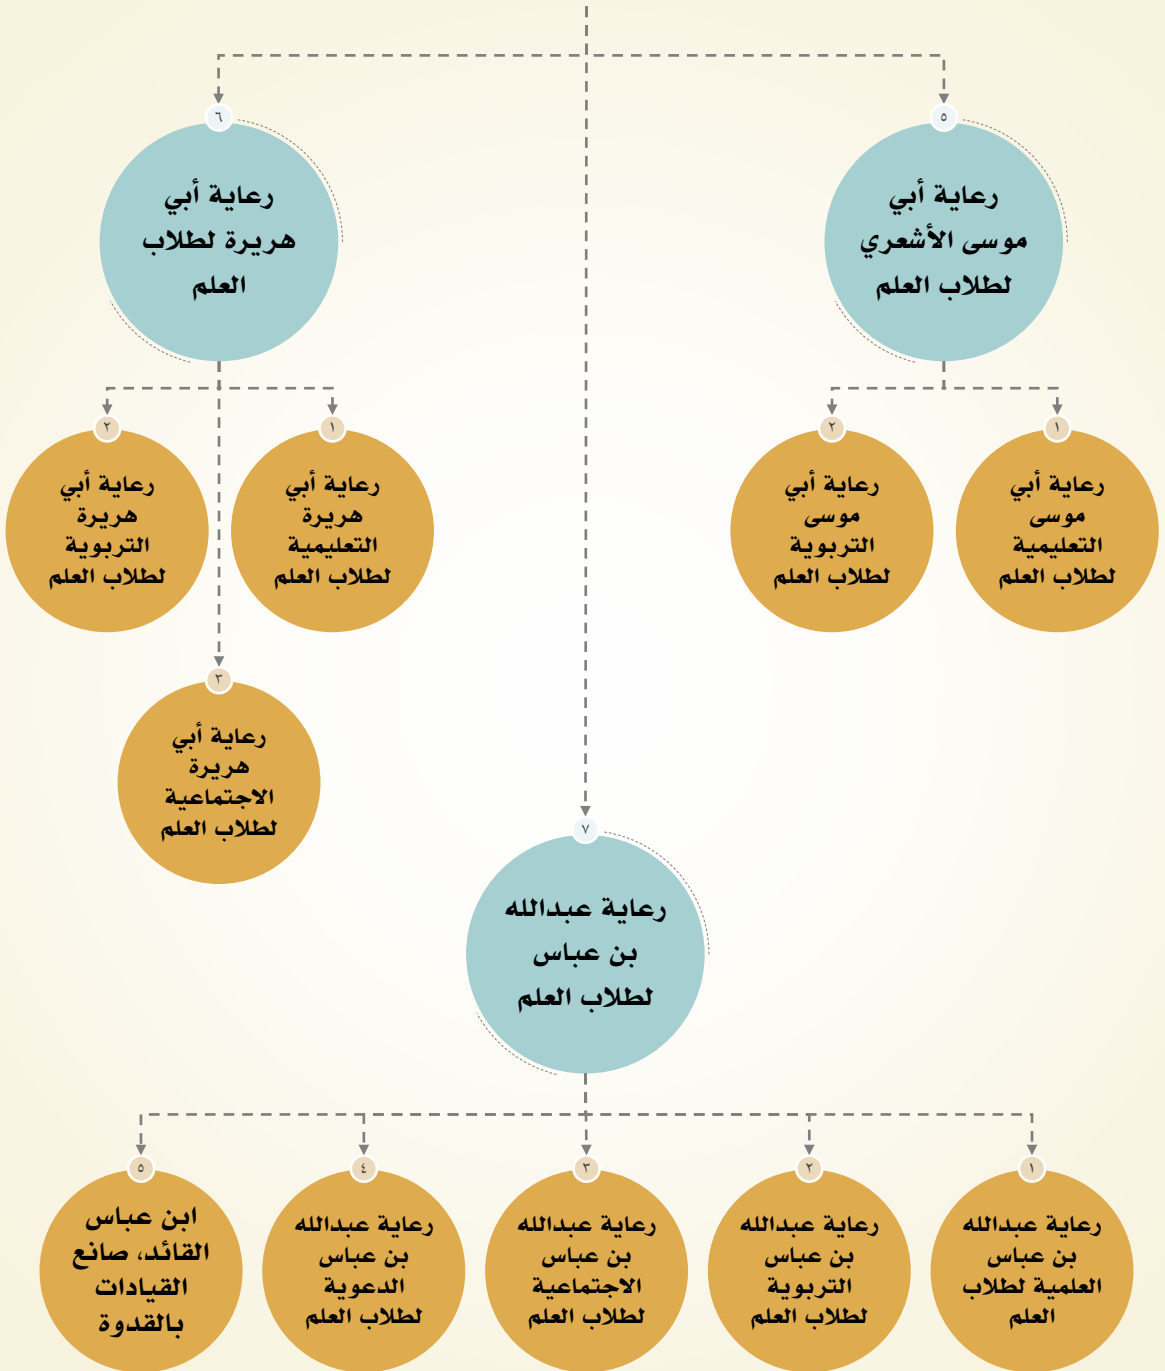 ٥
رعاية أبي
موسى الأشعري
لطلاب العلم
٦
رعاية أبي
هريرة لطلاب
العلم
١
رعاية أبي
موسى
التعليمية
لطلاب العلم
٢
رعاية أبي
موسى
التربوية
لطلاب العلم
١
رعاية أبي
هريرة
التعليمية
لطلاب العلم
٢
رعاية أبي
هريرة
التربوية
لطلاب العلم
٣
رعاية أبي
هريرة
الاجتماعية
لطلاب العلم
٧
رعاية عبدالله
بن عباس
لطلاب العلم
١
رعاية عبدالله
بن عباس
العلمية لطلاب
العلم
٢
رعاية عبدالله
بن عباس
التربوية
لطلاب العلم
٣
رعاية عبدالله
بن عباس
الاجتماعية
لطلاب العلم
٤
رعاية عبدالله
بن عباس
الدعوية
لطلاب العلم
٥
ابن عباس
القائد، صانع
القيادات
بالقدوة